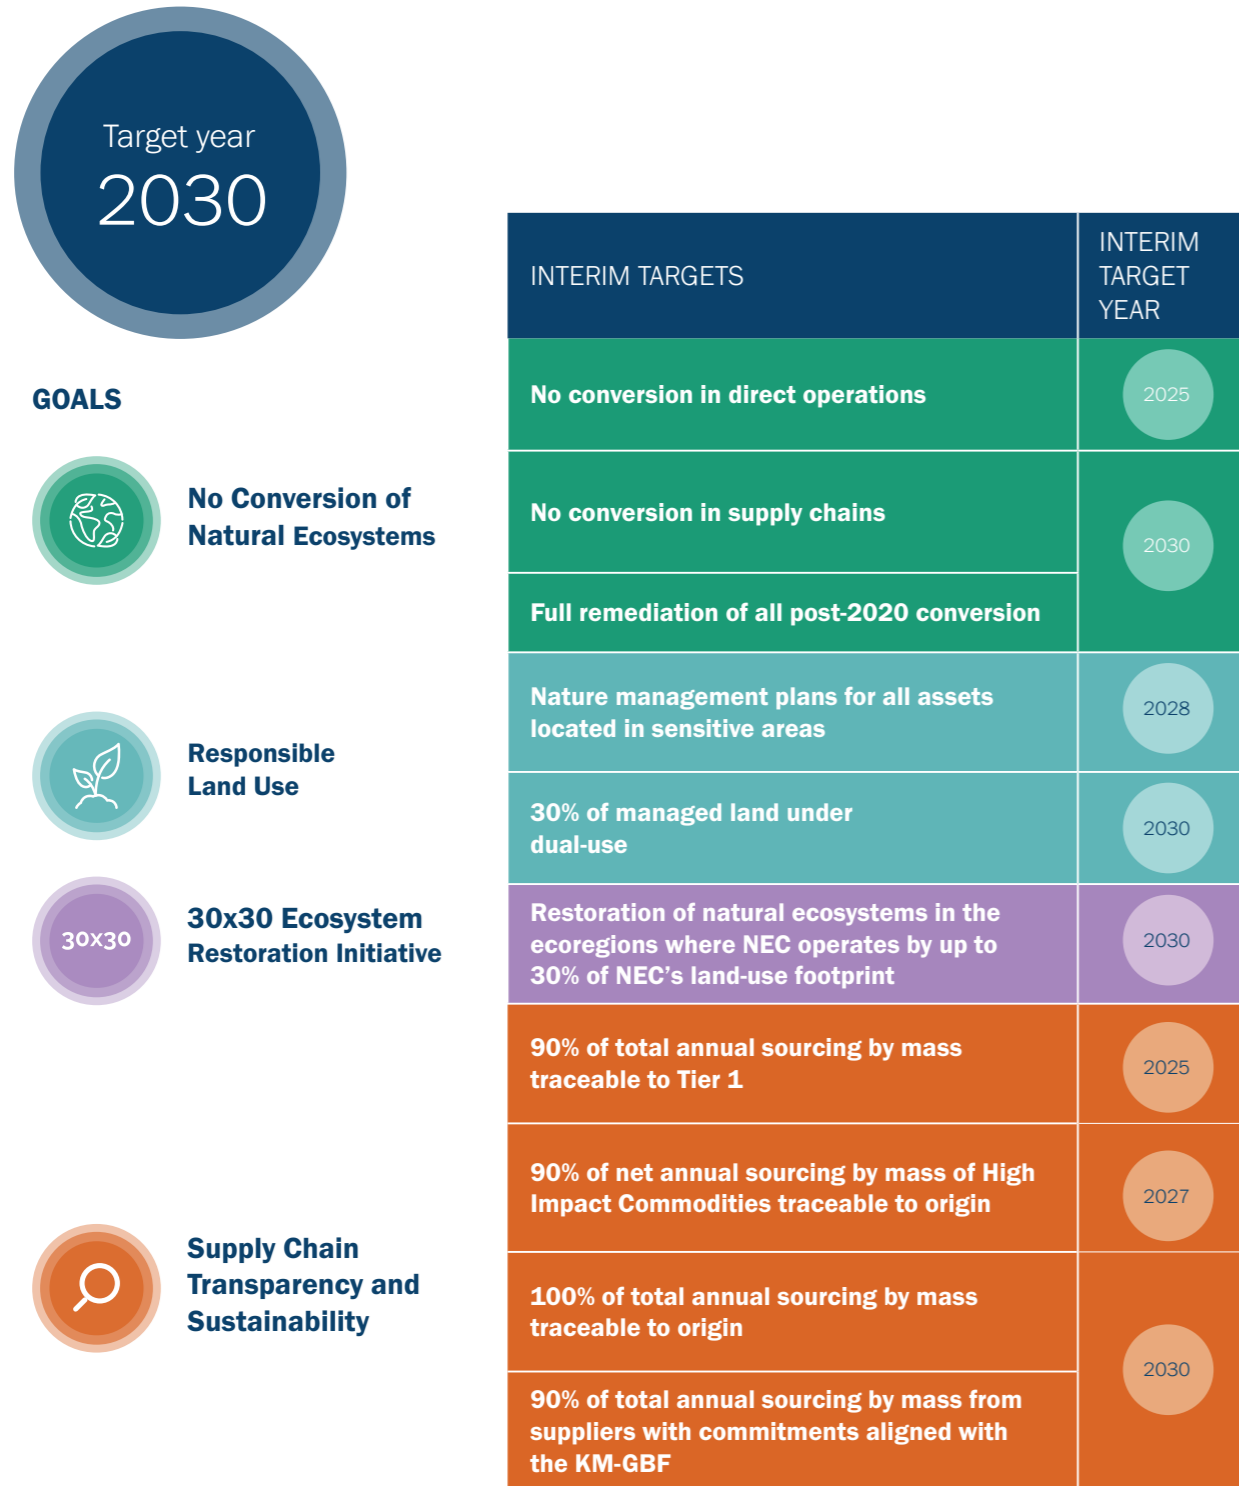 Target year
2030
GOALS
No Conversion of
Natural Ecosystems
Responsible
Land Use
30x30
30x30 Ecosystem
Restoration Initiative
Supply Chain
Transparency and
Sustainability
INTERIM TARGETS
INTERIM
TARGET
YEAR
No conversion in direct operations
2025
No conversion in supply chains
Full remediation of all post-2020 conversion
2030
Nature management plans for all assets
located in sensitive areas
2028
30% of managed land under
dual-use
2030
Restoration of natural ecosystems in the
ecoregions where NEC operates by up to
30% of NEC’s land-use footprint
2030
90% of total annual sourcing by mass
traceable to Tier 1
2025
90% of net annual sourcing by mass of High
Impact Commodities traceable to origin
2027
100% of total annual sourcing by mass
traceable to origin
90% of total annual sourcing by mass from
suppliers with commitments aligned with
the KM-GBF
2030